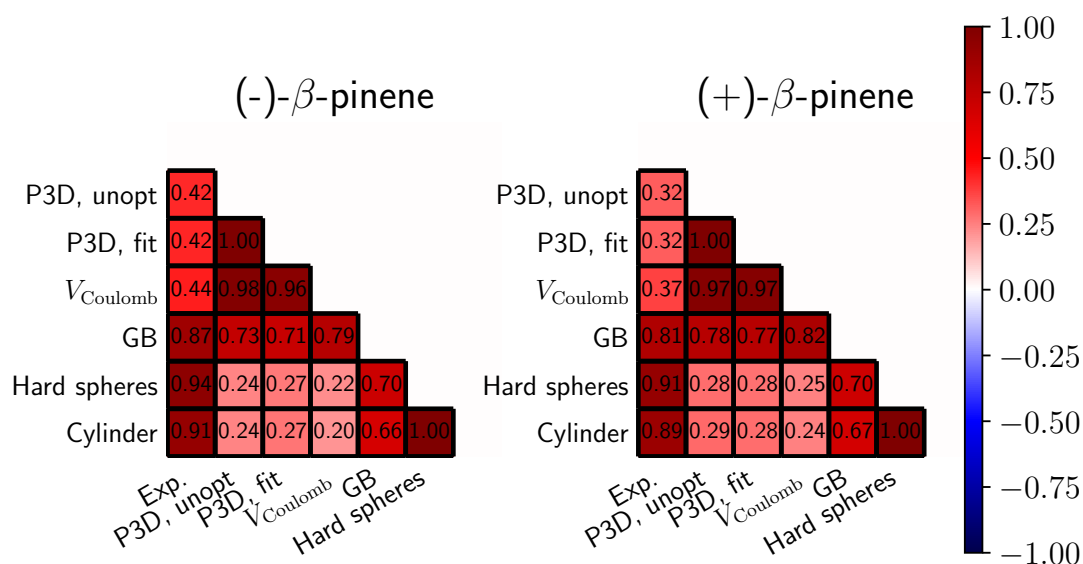 (-)-β-pinene
P3D, unopt 0.42
P3D, fit 0.42 1.00
V_Coulomb 0.44 0.98 0.96
GB 0.87 0.73 0.71 0.79
Hard spheres 0.94 0.24 0.27 0.22 0.70
Cylinder 0.91 0.24 0.27 0.20 0.66 1.00
Exp. P3D, unopt P3D, fit V_Coulomb GB Hard spheres
(+)-β-pinene
P3D, unopt 0.32
P3D, fit 0.32 1.00
V_Coulomb 0.37 0.97 0.97
GB 0.81 0.78 0.77 0.82
Hard spheres 0.91 0.28 0.28 0.25 0.70
Cylinder 0.89 0.29 0.28 0.24 0.67 1.00
Exp. P3D, unopt P3D, fit V_Coulomb GB Hard spheres
1.00
0.75
0.50
0.25
0.00
−0.25
−0.50
−0.75
−1.00